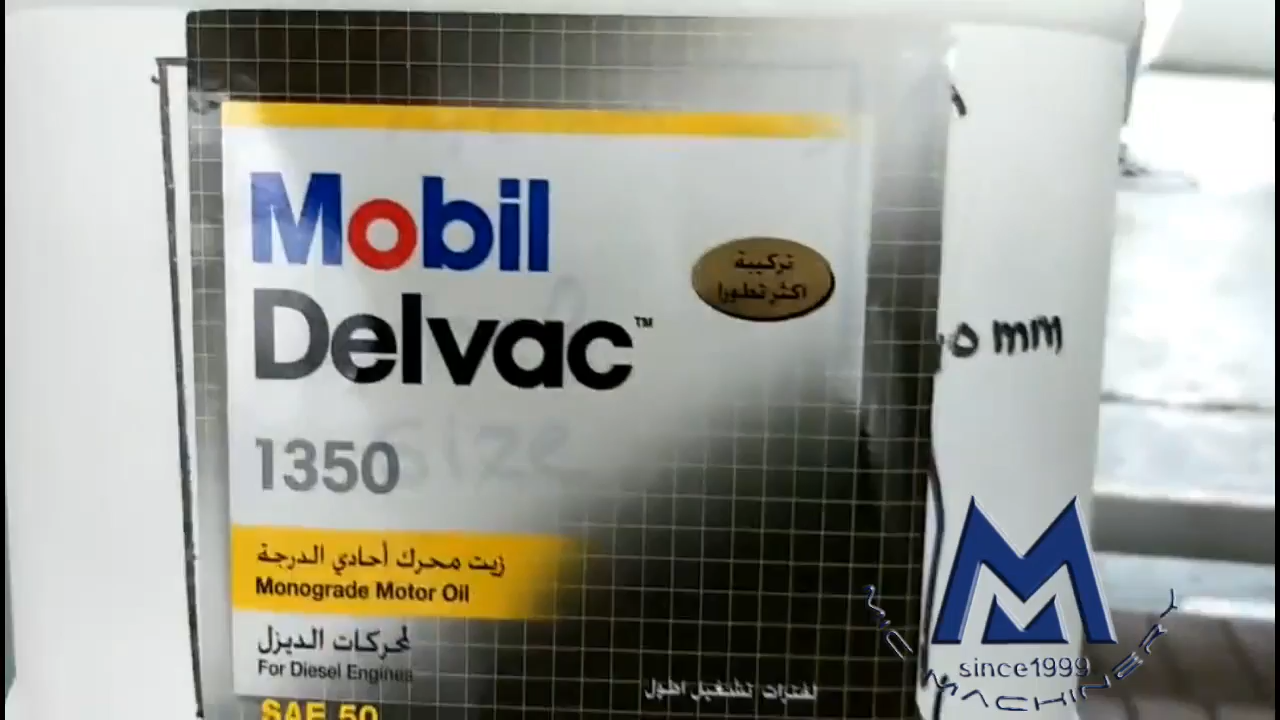 Mobil
Delvac™
تركيبة
اكثر تطورا
1350
size
mm
زيت محرك أحادي الدرجة
Monograde Motor Oil
لمحركات الديزل
For Diesel Engines
لفترات تشغيل اطول
SAE 50
M
since1999
MACHINERY